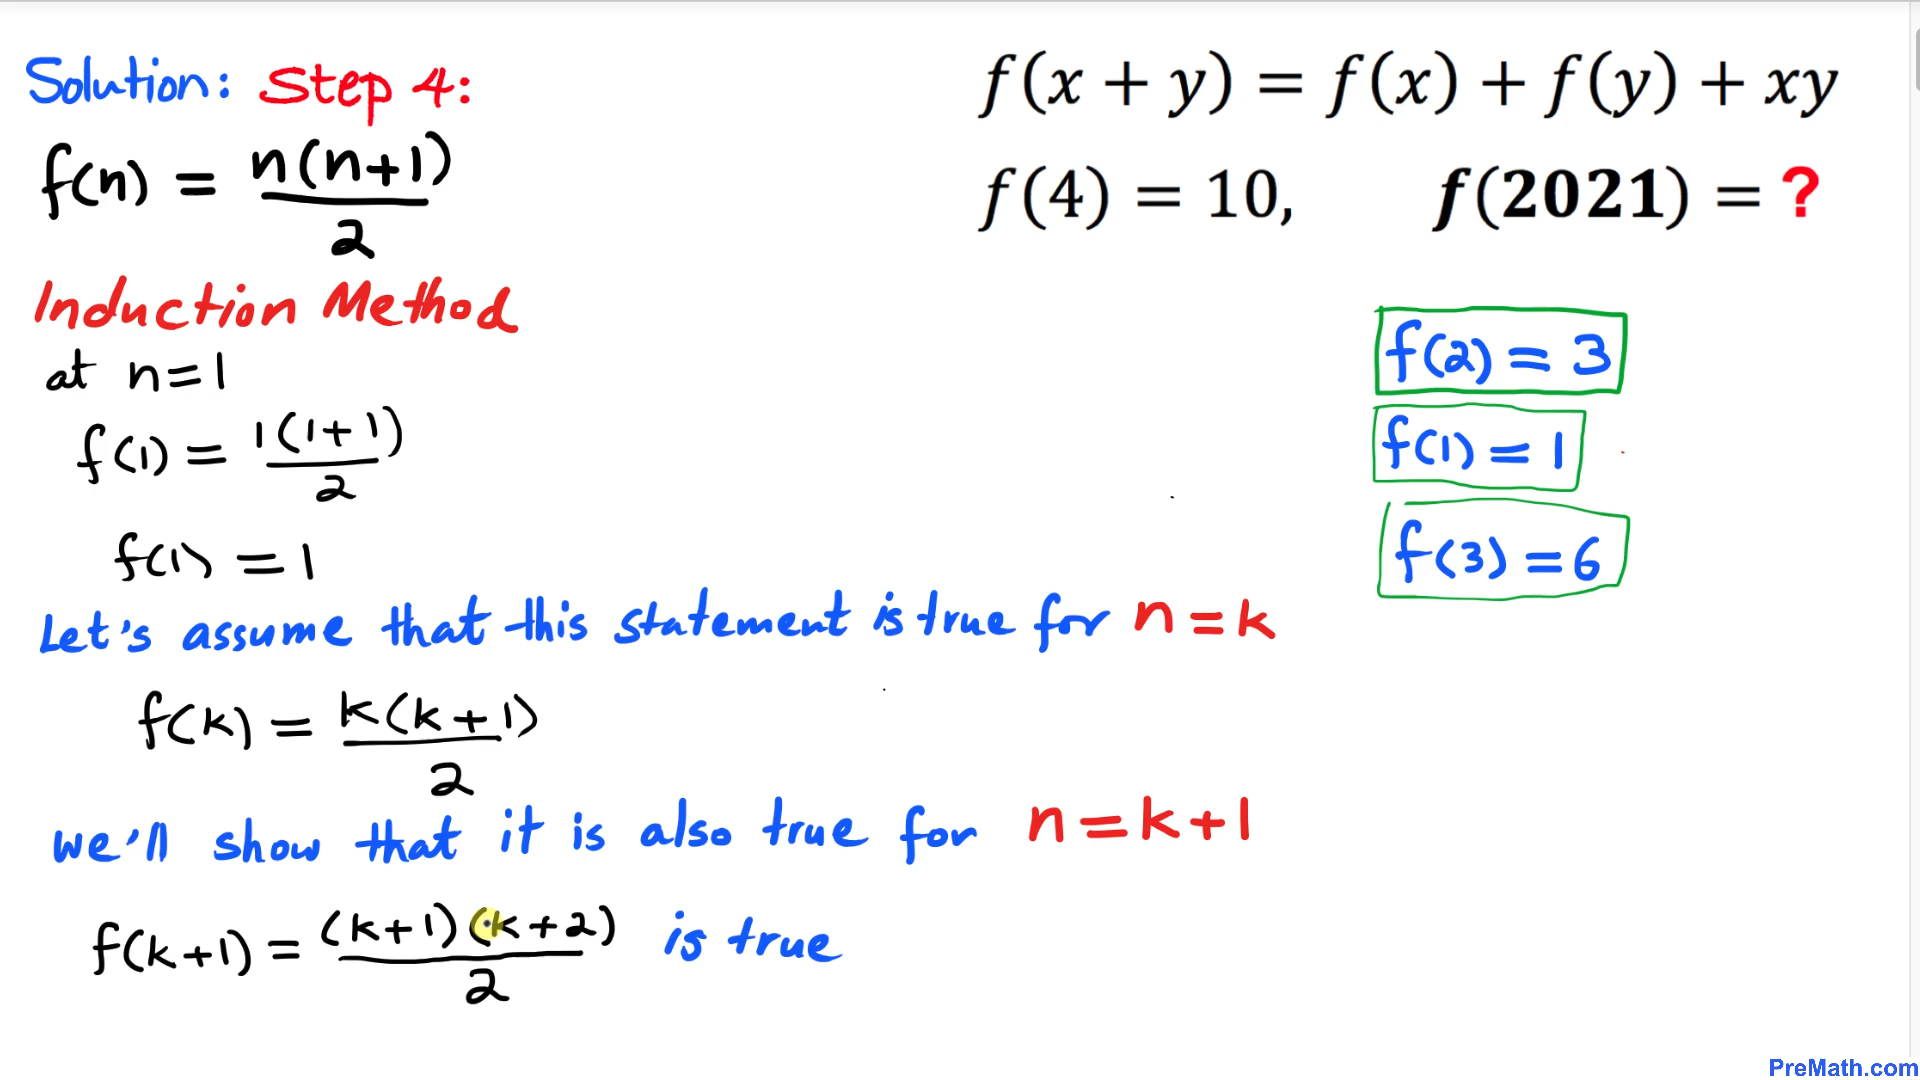 Solution: Step 4:
f(n) = n(n+1)/2
Induction Method
at n=1
f(1) = 1(1+1)/2
f(1) = 1
Let's assume that this statement is true for n = k
f(k) = k(k+1)/2
we'll show that it is also true for n = k+1
f(k+1) = (k+1)(k+2)/2 is true
f(x + y) = f(x) + f(y) + xy
f(4) = 10, f(2021) = ?
f(2) = 3
f(1) = 1
f(3) = 6
PreMath.com